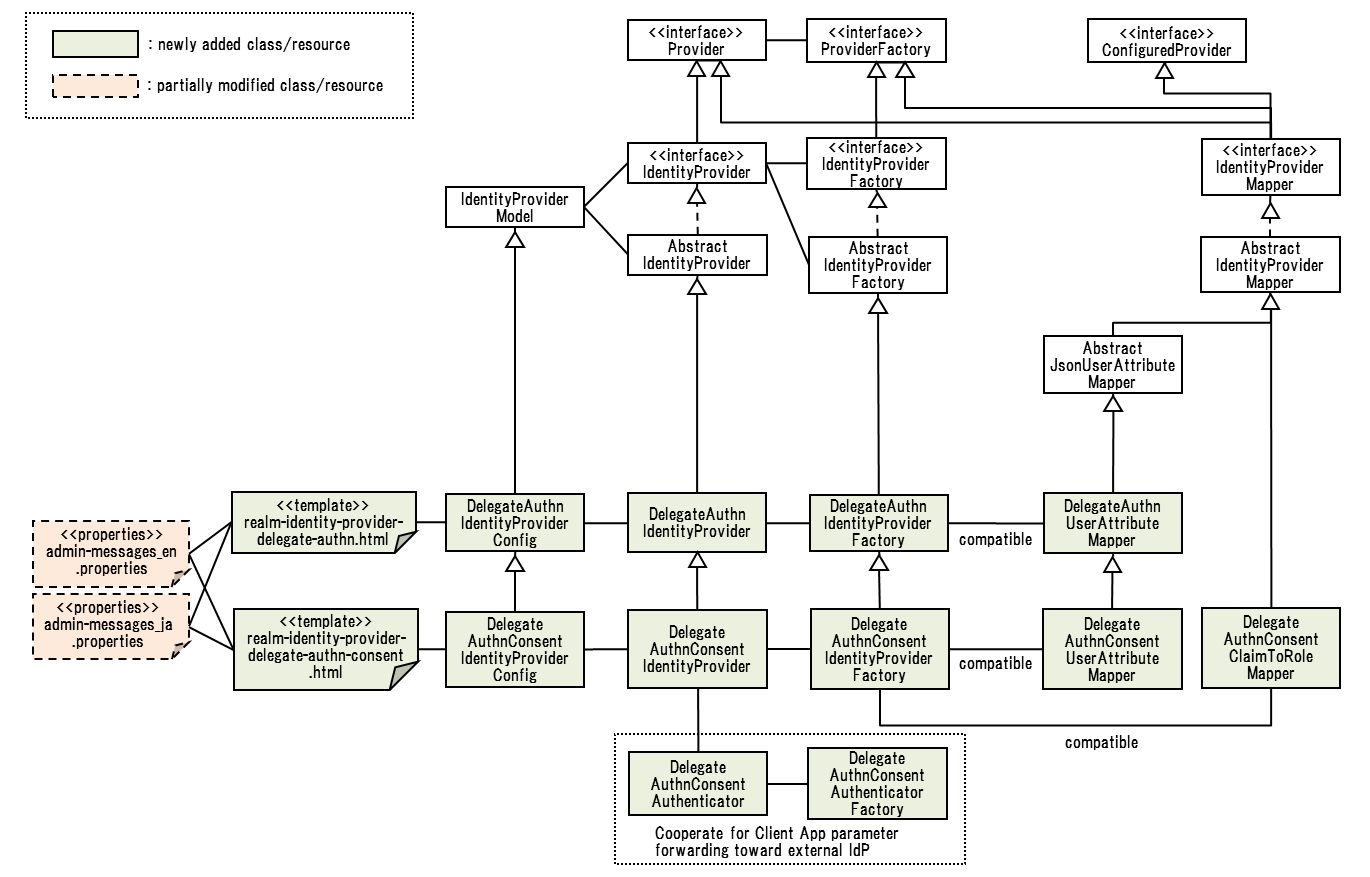 : newly added class/resource
: partially modified class/resource
<<interface>>
Provider
<<interface>>
ProviderFactory
<<interface>>
ConfiguredProvider
<<interface>>
IdentityProvider
<<interface>>
IdentityProvider
Factory
<<interface>>
IdentityProvider
Mapper
IdentityProvider
Model
Abstract
IdentityProvider
Abstract
IdentityProvider
Factory
Abstract
IdentityProvider
Mapper
Abstract
JsonUserAttribute
Mapper
<<properties>>
admin-messages_en
.properties
<<template>>
realm-identity-provider-
delegate-authn.html
DelegateAuthn
IdentityProvider
Config
DelegateAuthn
IdentityProvider
DelegateAuthn
IdentityProvider
Factory
compatible
DelegateAuthn
UserAttribute
Mapper
<<properties>>
admin-messages_ja
.properties
<<template>>
realm-identity-provider-
delegate-authn-consent
.html
Delegate
AuthnConsent
IdentityProvider
Config
Delegate
AuthnConsent
IdentityProvider
Delegate
AuthnConsent
IdentityProvider
Factory
compatible
Delegate
AuthnConsent
UserAttribute
Mapper
Delegate
AuthnConsent
ClaimToRole
Mapper
compatible
Delegate
AuthnConsent
Authenticator
Delegate
AuthnConsent
Authenticator
Factory
Cooperate for Client App parameter
forwarding toward external IdP